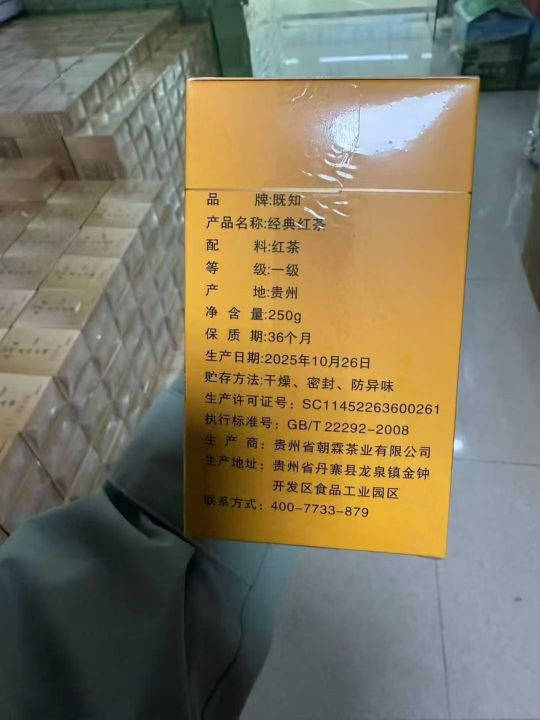 品　　牌:既知
产品名称:经典红茶
配　　料:红茶
等　　级:一级
产　　地:贵州
净 含 量:250g
保 质 期:36个月
生产日期:2025年10月26日
贮存方法:干燥、密封、防异味
生产许可证号: SC11452263600261
执行标准号: GB/T 22292-2008
生 产 商: 贵州省朝霖茶业有限公司
生产地址: 贵州省丹寨县龙泉镇金钟
开发区食品工业园区
联系方式: 400-7733-879